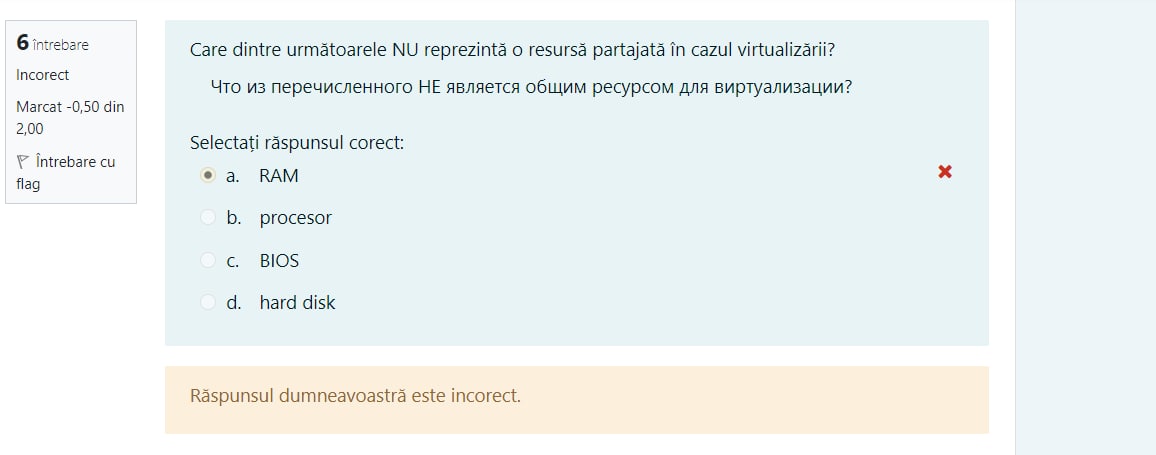 6 întrebare
Incorect
Marcat -0,50 din
2,00
Întrebare cu
flag
Care dintre următoarele NU reprezintă o resursă partajată în cazul virtualizării?
Что из перечисленного НЕ является общим ресурсом для виртуализации?
Selectați răspunsul corect:
a. RAM
b. procesor
c. BIOS
d. hard disk
Răspunsul dumneavoastră este incorect.